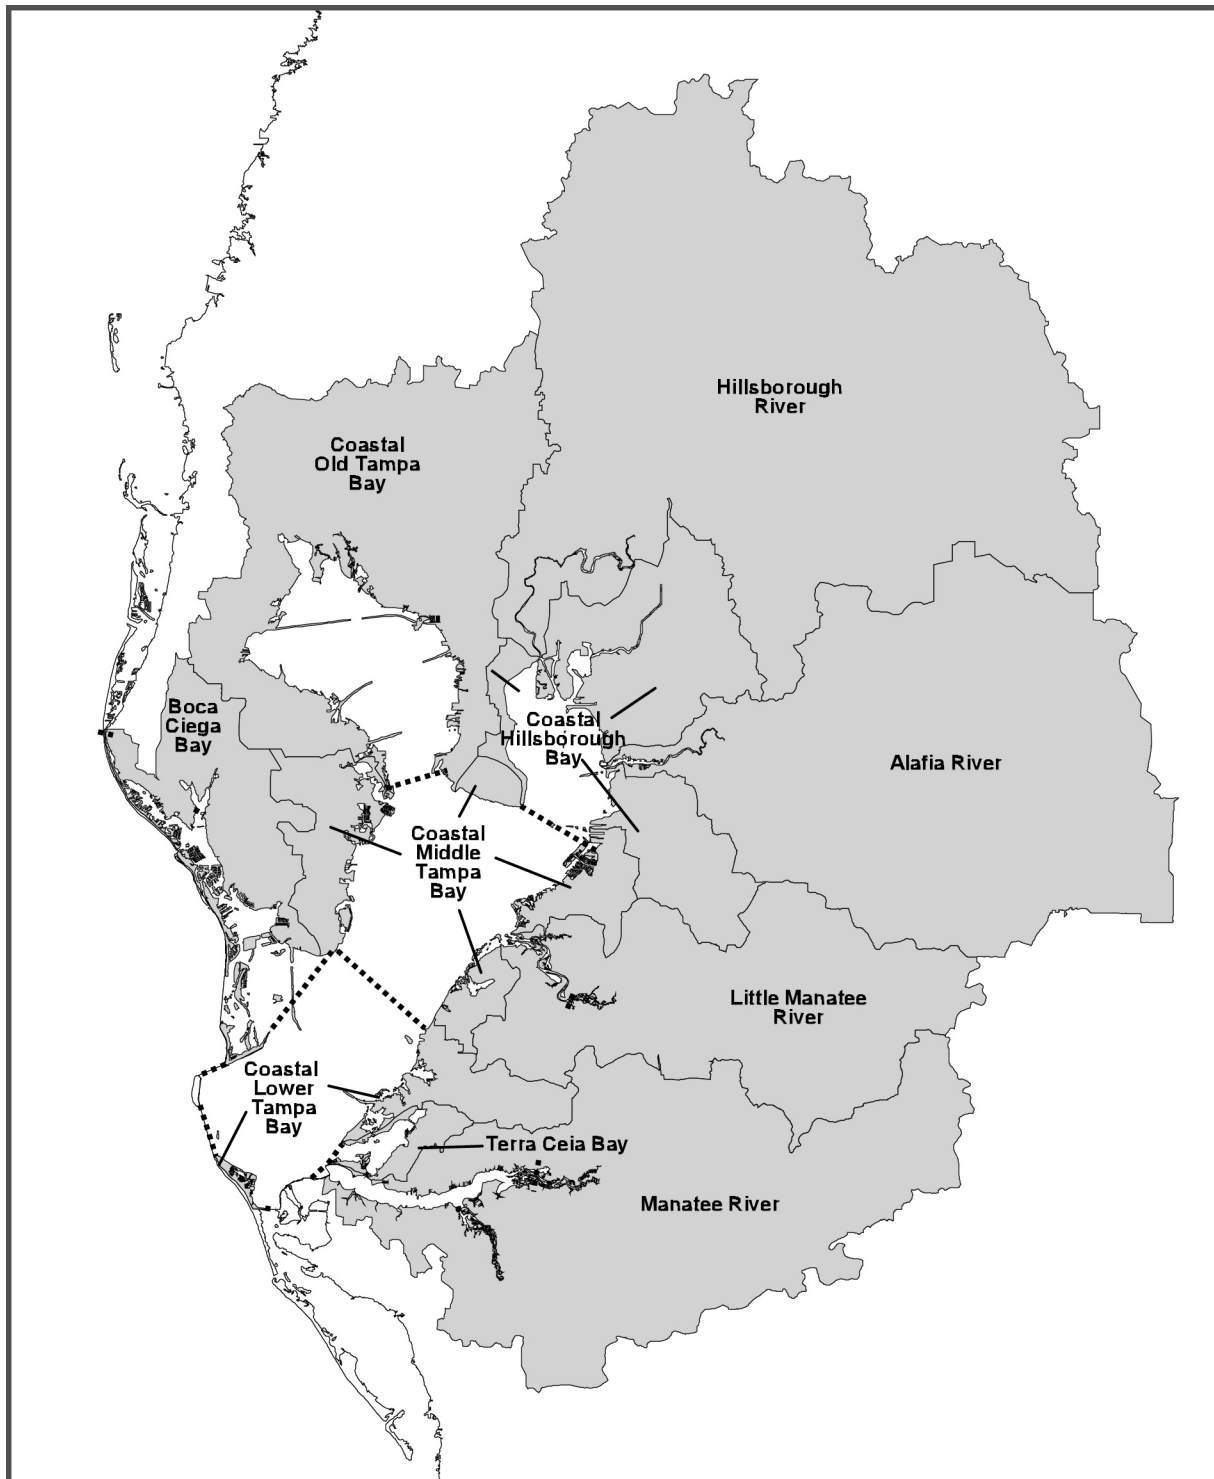 Hillsborough
River
Coastal
Old Tampa
Bay
Boca
Ciega
Bay
Coastal
Hillsborough
Bay
Alafia River
Coastal
Middle
Tampa
Bay
Little Manatee
River
Coastal
Lower
Tampa
Bay
Terra Ceia Bay
Manatee River